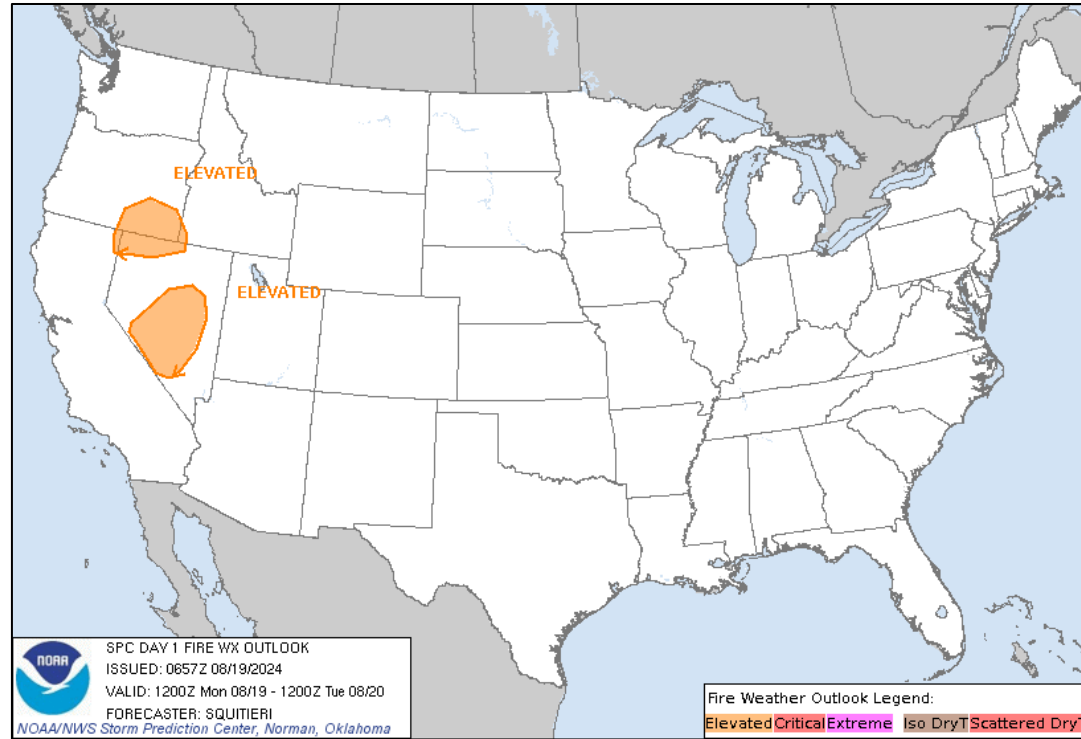 ELEVATED
ELEVATED
NOAA
SPC DAY 1 FIRE WX OUTLOOK
ISSUED: 0657Z 08/19/2024
VALID: 1200Z Mon 08/19 - 1200Z Tue 08/20
FORECASTER: SQUITIERI
NOAA/NWS Storm Prediction Center, Norman, Oklahoma
Fire Weather Outlook Legend:
Elevated Critical Extreme Iso DryT Scattered DryT